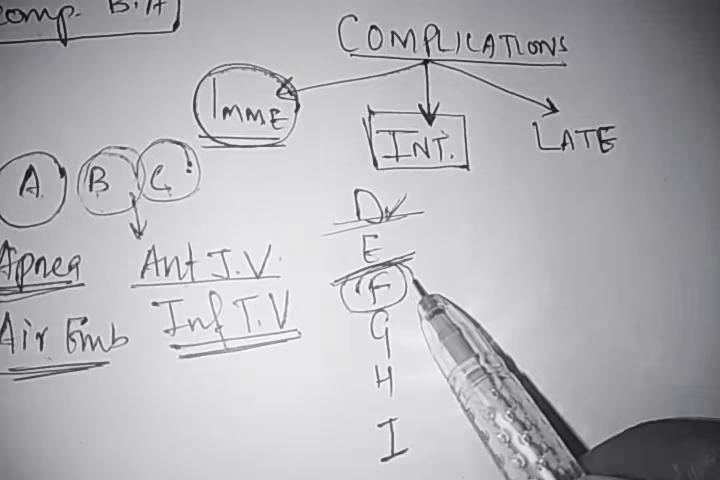 comp. B.A
COMPLICATIONS
IMME INT. LATE
A B C
Apnea Ant J.V.
Air Emb Inf T.V
D
E
F
G
H
I